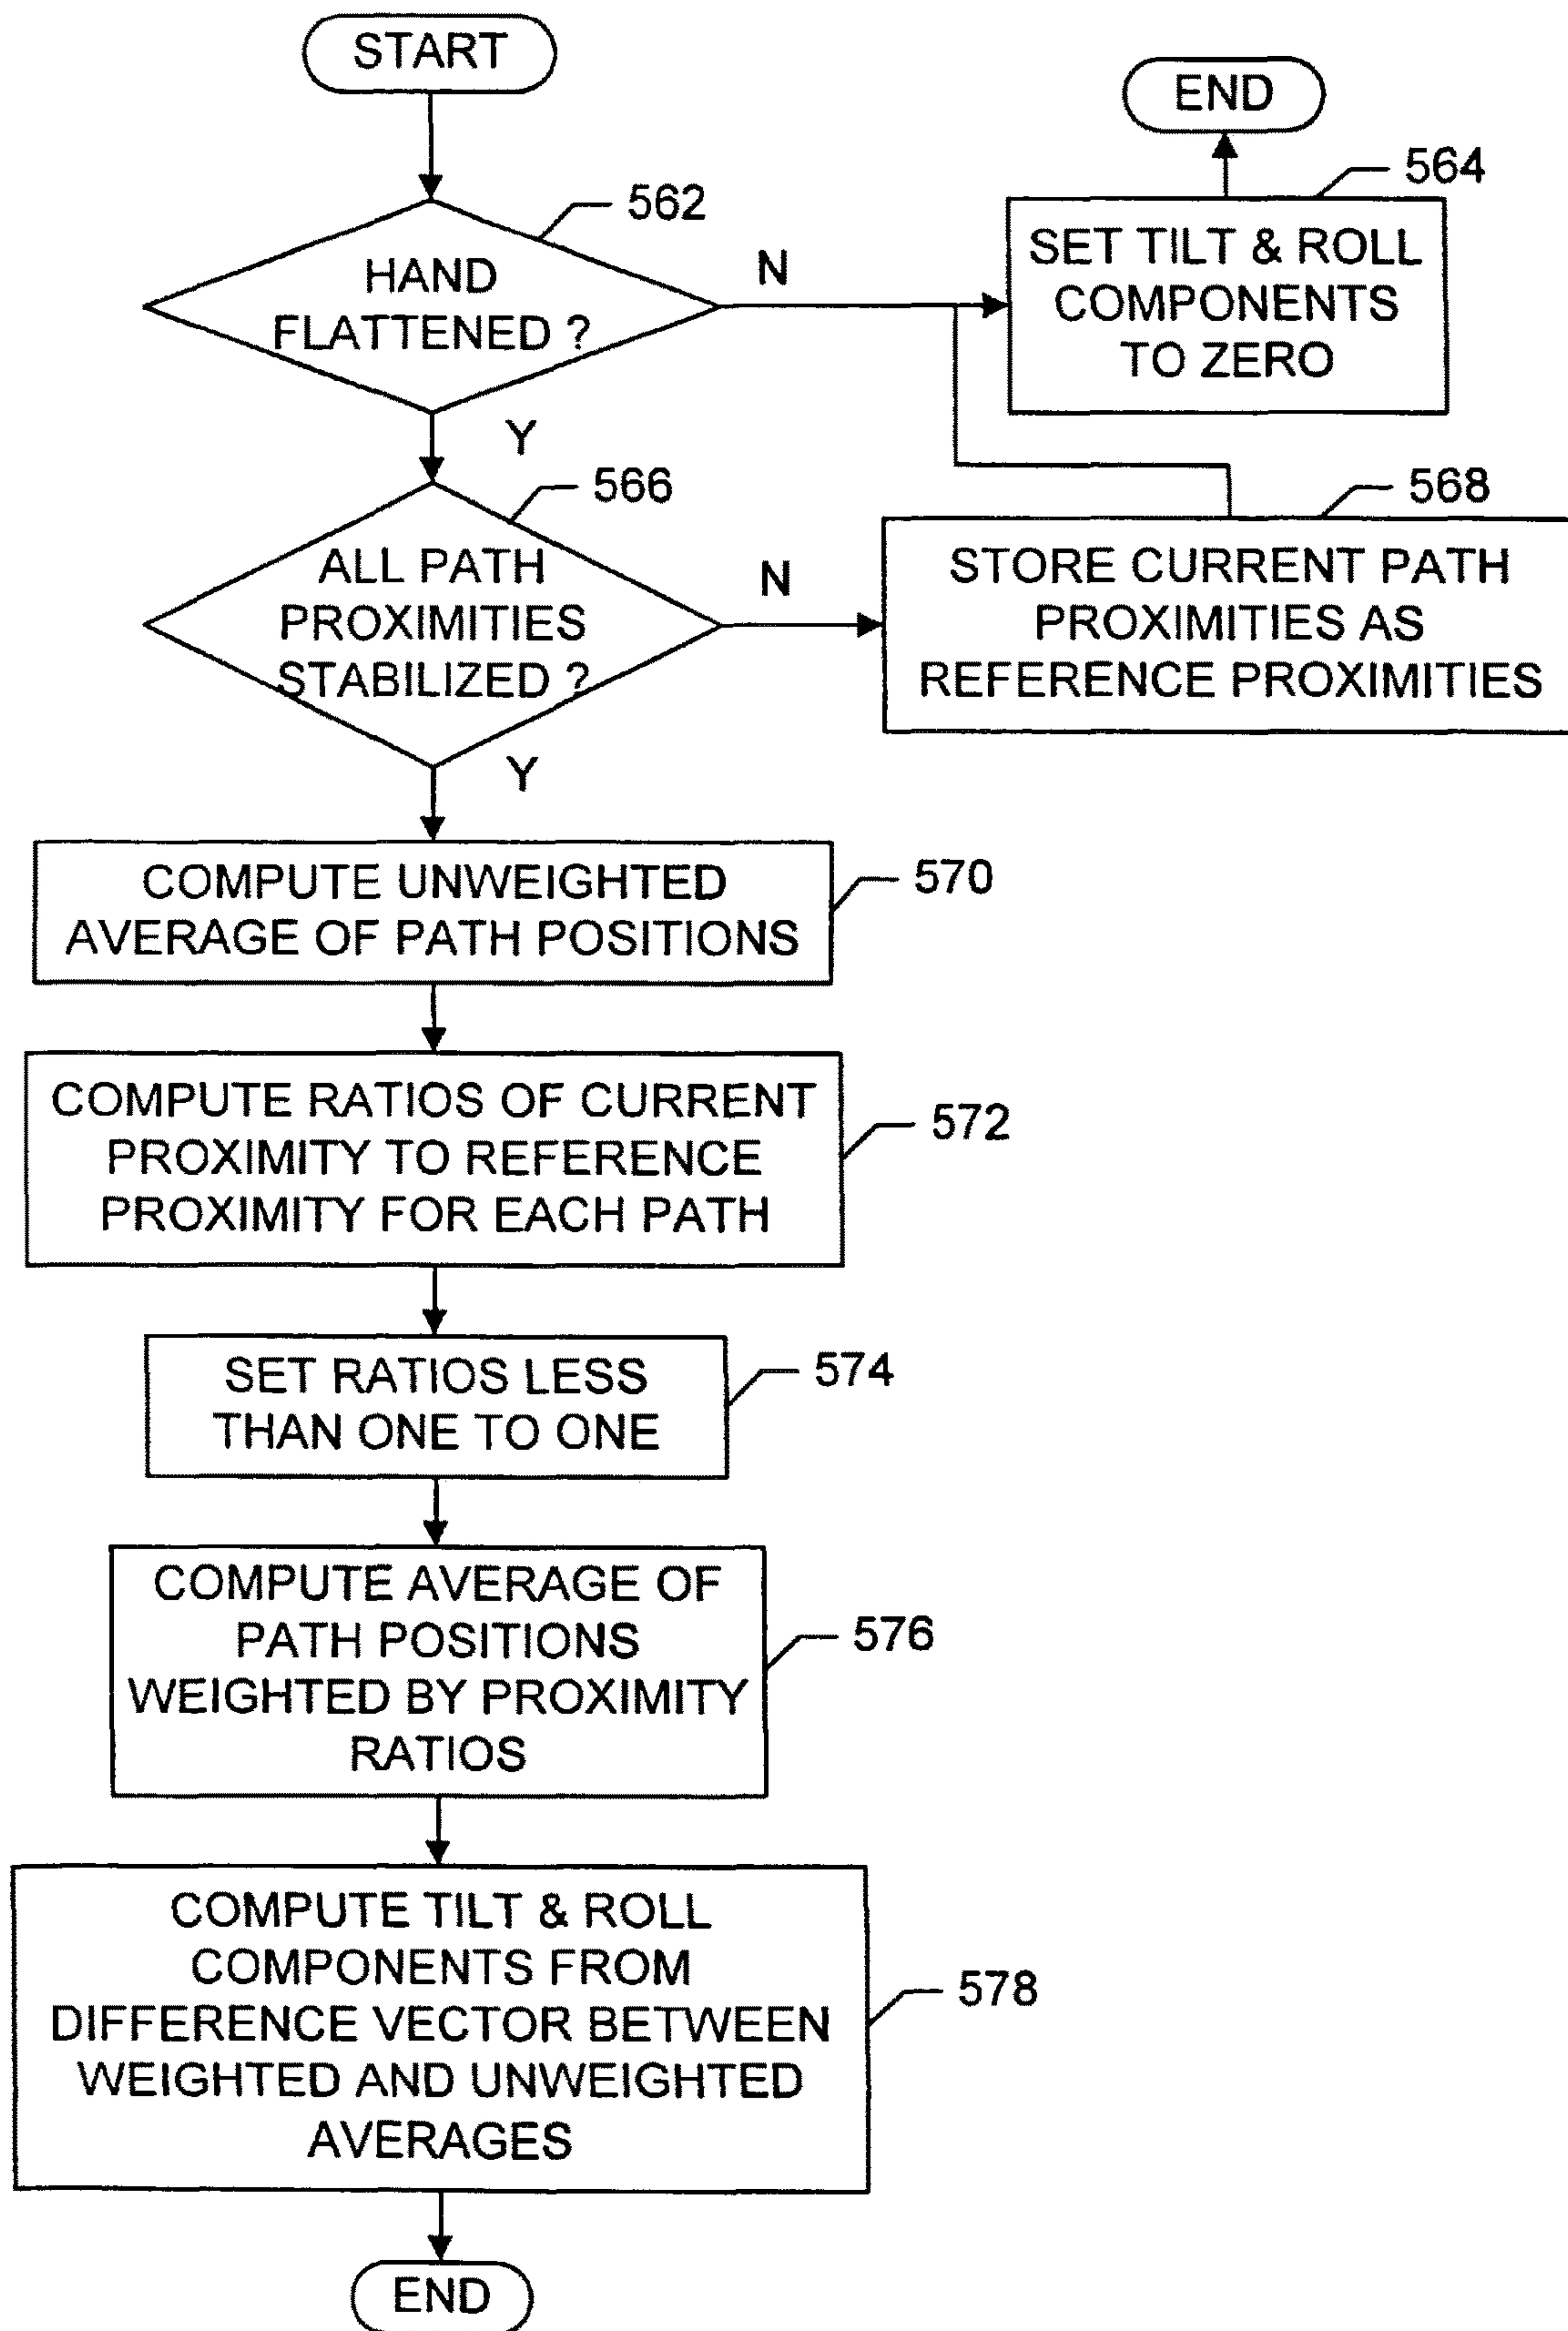 START
END
564
562
SET TILT & ROLL
COMPONENTS
TO ZERO
HAND
FLATTENED ?
N
Y
566
568
ALL PATH
PROXIMITIES
STABILIZED ?
N
STORE CURRENT PATH
PROXIMITIES AS
REFERENCE PROXIMITIES
Y
COMPUTE UNWEIGHTED
AVERAGE OF PATH POSITIONS
570
COMPUTE RATIOS OF CURRENT
PROXIMITY TO REFERENCE
PROXIMITY FOR EACH PATH
572
SET RATIOS LESS
THAN ONE TO ONE
574
COMPUTE AVERAGE OF
PATH POSITIONS
WEIGHTED BY PROXIMITY
RATIOS
576
COMPUTE TILT & ROLL
COMPONENTS FROM
DIFFERENCE VECTOR BETWEEN
WEIGHTED AND UNWEIGHTED
AVERAGES
578
END